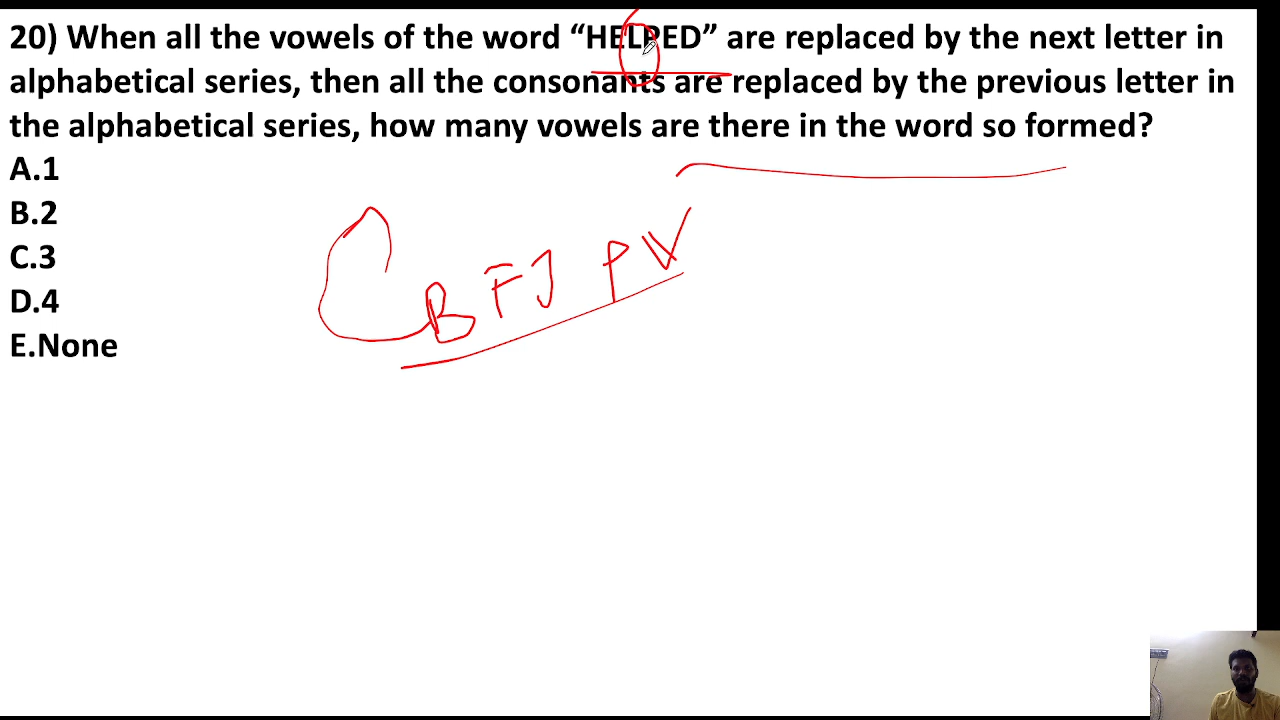 20) When all the vowels of the word “HELPED” are replaced by the next letter in
alphabetical series, then all the consonants are replaced by the previous letter in
the alphabetical series, how many vowels are there in the word so formed?
A.1
B.2
C.3
D.4
E.None
B F J P V